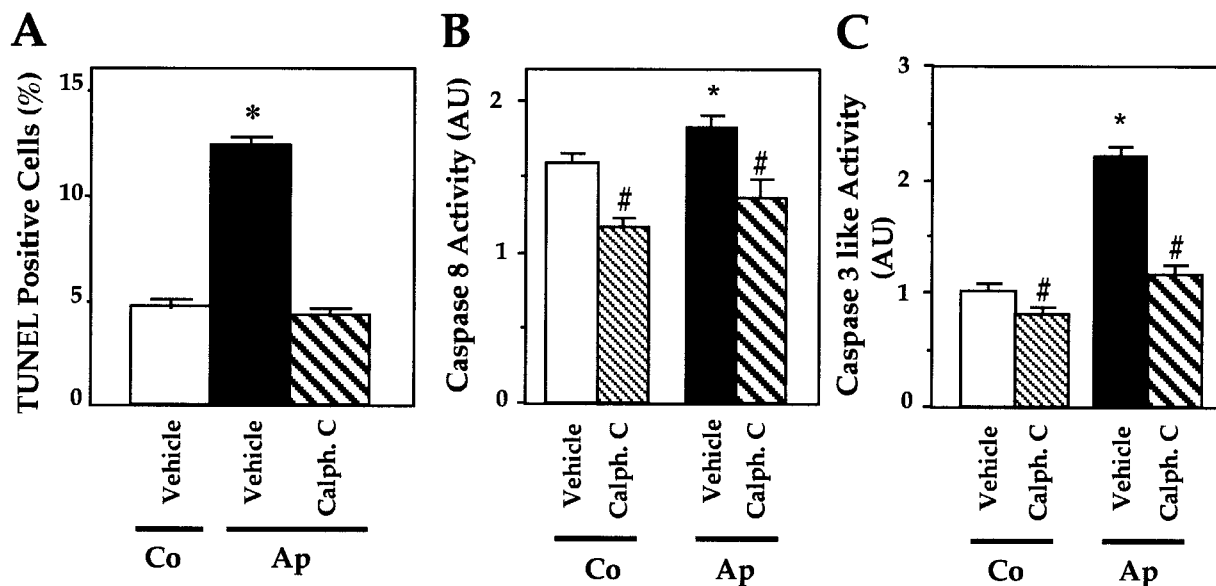 A
TUNEL Positive Cells (%)
15
10
5
0
*
Vehicle
Vehicle
Calph. C
Co
Ap
B
Caspase 8 Activity (AU)
2
1
0
#
*
#
Vehicle
Calph. C
Vehicle
Calph. C
Co
Ap
C
Caspase 3 like Activity
(AU)
3
2
1
0
#
*
#
Vehicle
Calph. C
Vehicle
Calph. C
Co
Ap